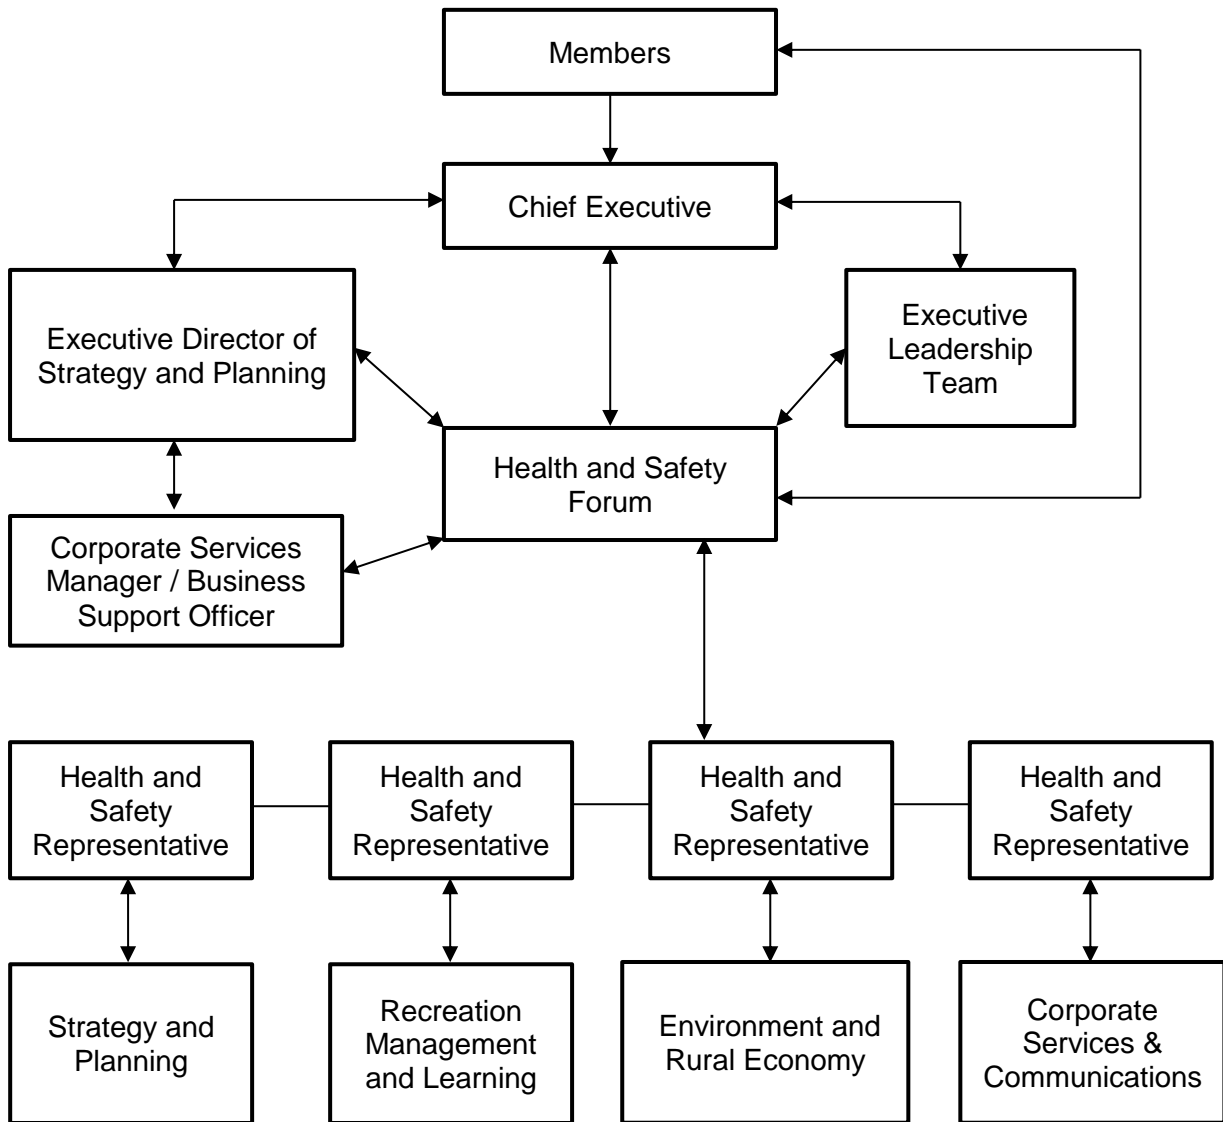 Members
Chief Executive
Executive Director of
Strategy and Planning
Executive
Leadership
Team
Health and Safety
Forum
Corporate Services
Manager / Business
Support Officer
Health and
Safety
Representative
Health and
Safety
Representative
Health and
Safety
Representative
Health and
Safety
Representative
Strategy and
Planning
Recreation
Management
and Learning
Environment and
Rural Economy
Corporate
Services &
Communications